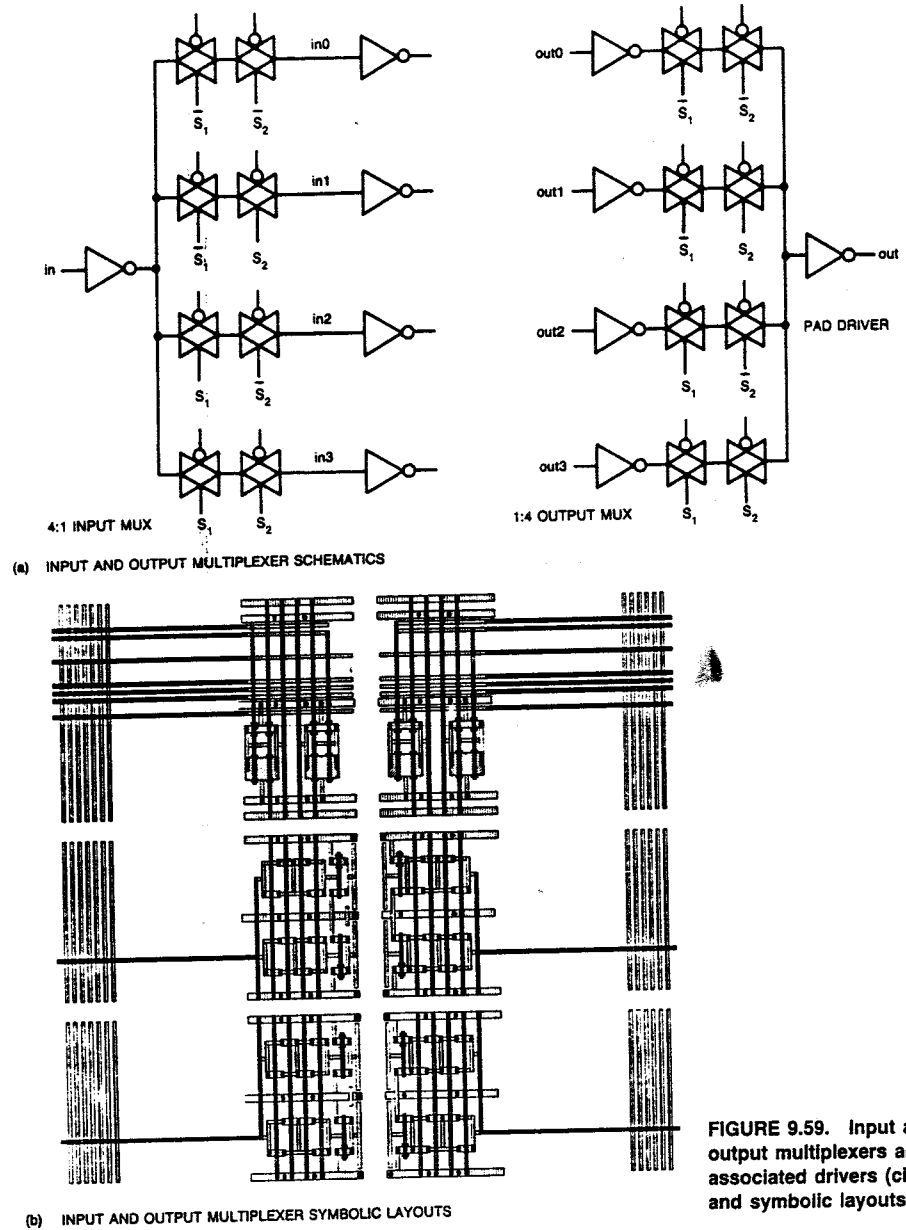 in0
S̅1 S̅2
in1
S̅1 S2
in
in2
S1 S̅2
in3
S1 S2
4:1 INPUT MUX
out0
S̅1 S̅2
out1
S̅1 S2
out
PAD DRIVER
out2
S1 S̅2
out3
S1 S2
1:4 OUTPUT MUX
(a) INPUT AND OUTPUT MULTIPLEXER SCHEMATICS
FIGURE 9.59. Input a
output multiplexers a
associated drivers (ci
and symbolic layouts
(b) INPUT AND OUTPUT MULTIPLEXER SYMBOLIC LAYOUTS